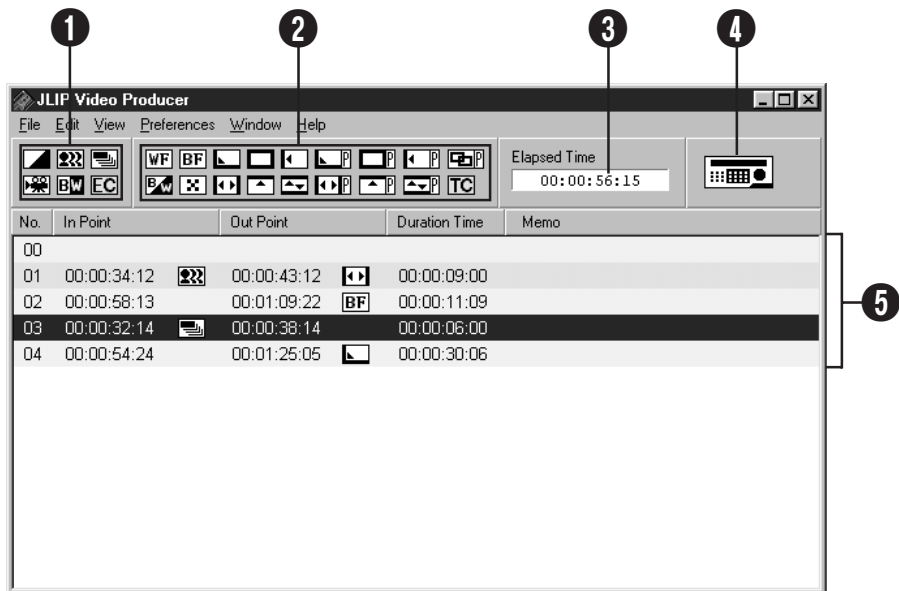 1 2 3 4
JLIP Video Producer
File Edit View Preferences Window Help
WF BF P P P P
BW EC B/W P P P TC
Elapsed Time
00:00:56:15
No. In Point Out Point Duration Time Memo
00
01 00:00:34:12 00:00:43:12 00:00:09:00
02 00:00:58:13 00:01:09:22 BF 00:00:11:09
03 00:00:32:14 00:00:38:14 00:00:06:00
04 00:00:54:24 00:01:25:05 00:00:30:06
5